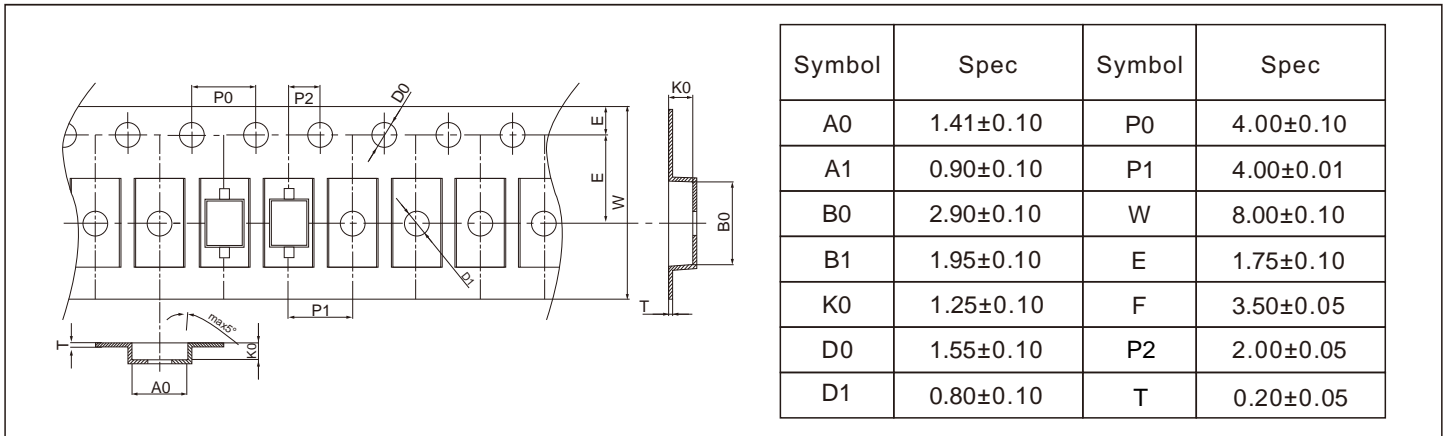 P0
P2
D0
E
E
W
D1
P1
T
max5°
K0
A0
K0
B0
T
Symbol Spec Symbol Spec
A0 1.41±0.10 P0 4.00±0.10
A1 0.90±0.10 P1 4.00±0.01
B0 2.90±0.10 W 8.00±0.10
B1 1.95±0.10 E 1.75±0.10
K0 1.25±0.10 F 3.50±0.05
D0 1.55±0.10 P2 2.00±0.05
D1 0.80±0.10 T 0.20±0.05